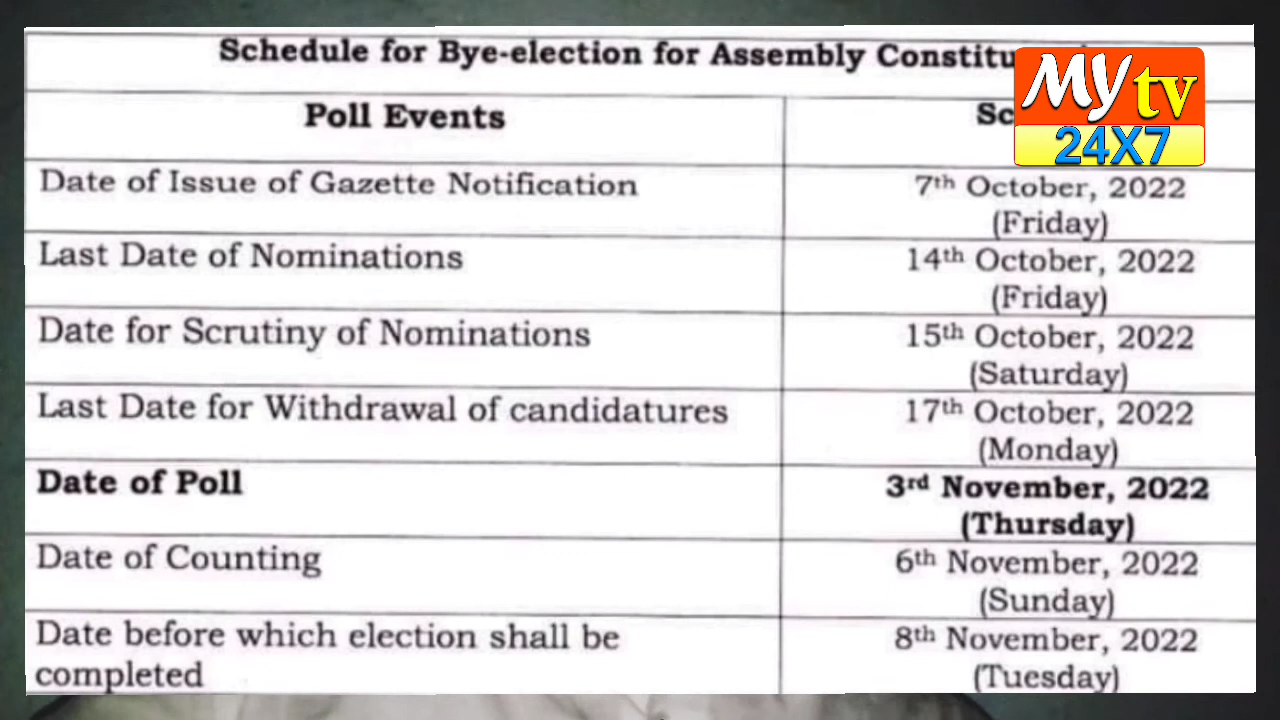 Schedule for Bye-election for Assembly
Poll Events
My tv
24X7
Date of Issue of Gazette Notification
7th October, 2022
(Friday)
Last Date of Nominations
14th October, 2022
(Friday)
Date for Scrutiny of Nominations
15th October, 2022
(Saturday)
Last Date for Withdrawal of candidatures
17th October, 2022
(Monday)
Date of Poll
3rd November, 2022
(Thursday)
Date of Counting
6th November, 2022
(Sunday)
Date before which election shall be
completed
8th November, 2022
(Tuesday)